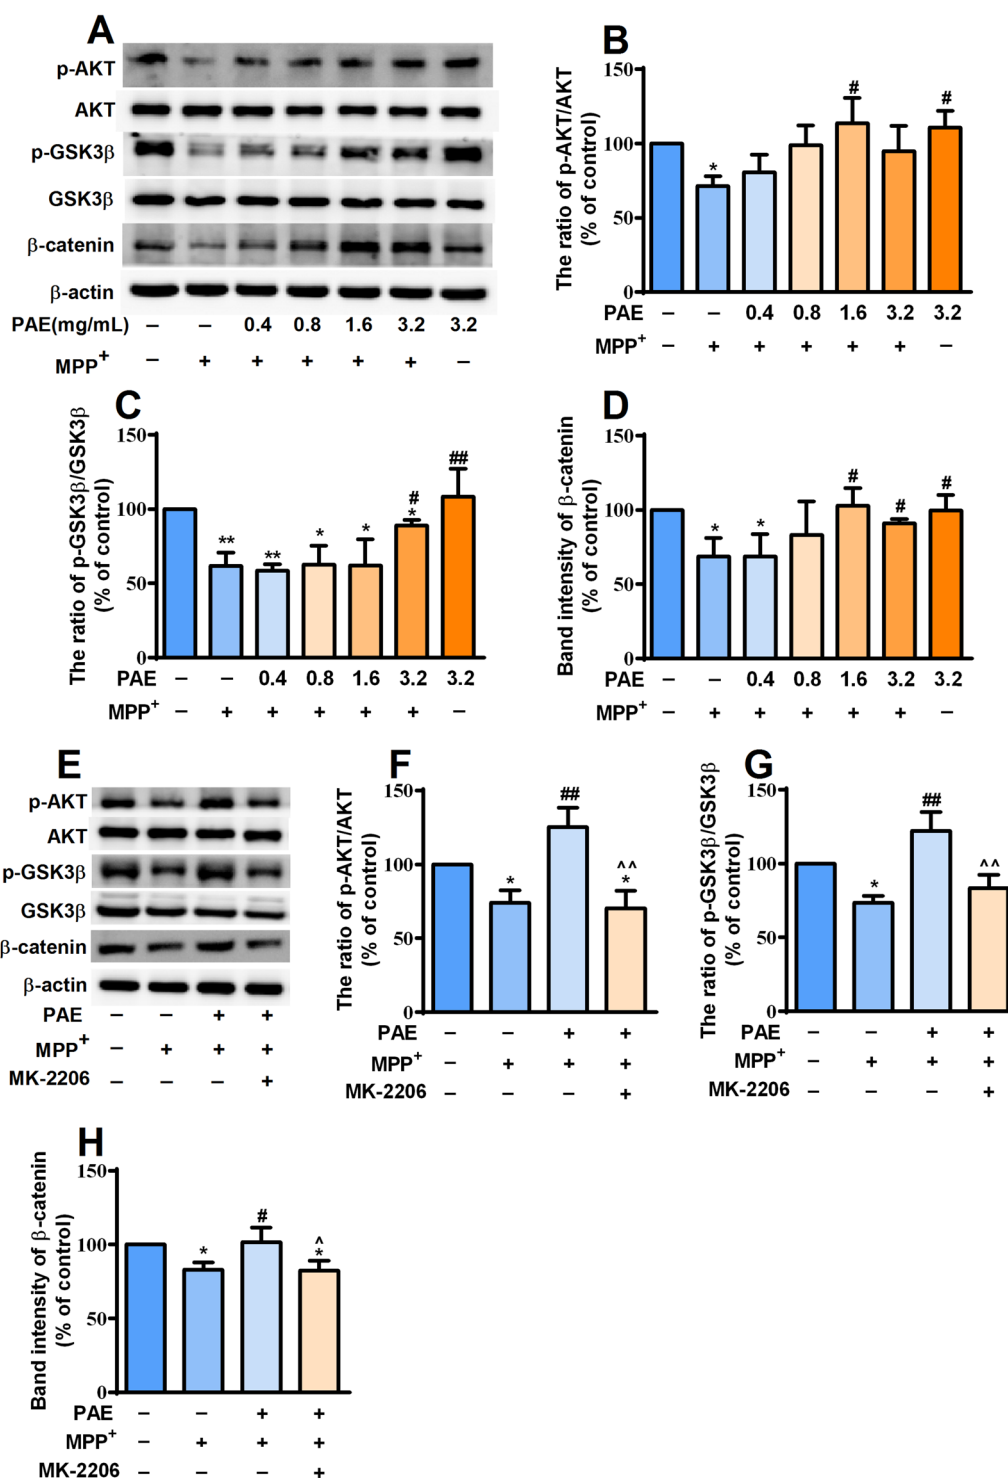 A
p-AKT
AKT
p-GSK3β
GSK3β
β-catenin
β-actin
PAE(mg/mL) – – 0.4 0.8 1.6 3.2 3.2
MPP+ – + + + + + –
B
The ratio of p-AKT/AKT
(% of control)
150
100
50
0
* # #
PAE – – 0.4 0.8 1.6 3.2 3.2
MPP+ – + + + + + –
C
The ratio of p-GSK3β/GSK3β
(% of control)
150
100
50
0
** ** * * # * ##
PAE – – 0.4 0.8 1.6 3.2 3.2
MPP+ – + + + + + –
D
Band intensity of β-catenin
(% of control)
150
100
50
0
* * # # #
PAE – – 0.4 0.8 1.6 3.2 3.2
MPP+ – + + + + + –
E
p-AKT
AKT
p-GSK3β
GSK3β
β-catenin
β-actin
PAE – – + +
MPP+ – + + +
MK-2206 – – – +
F
The ratio of p-AKT/AKT
(% of control)
150
100
50
0
* ## ^^ *
PAE – – + +
MPP+ – + + +
MK-2206 – – – +
G
The ratio of p-GSK3β/GSK3β
(% of control)
150
100
50
0
* ## ^^
PAE – – + +
MPP+ – + + +
MK-2206 – – – +
H
Band intensity of β-catenin
(% of control)
150
100
50
0
* # ^ *
PAE – – + +
MPP+ – + + +
MK-2206 – – – +